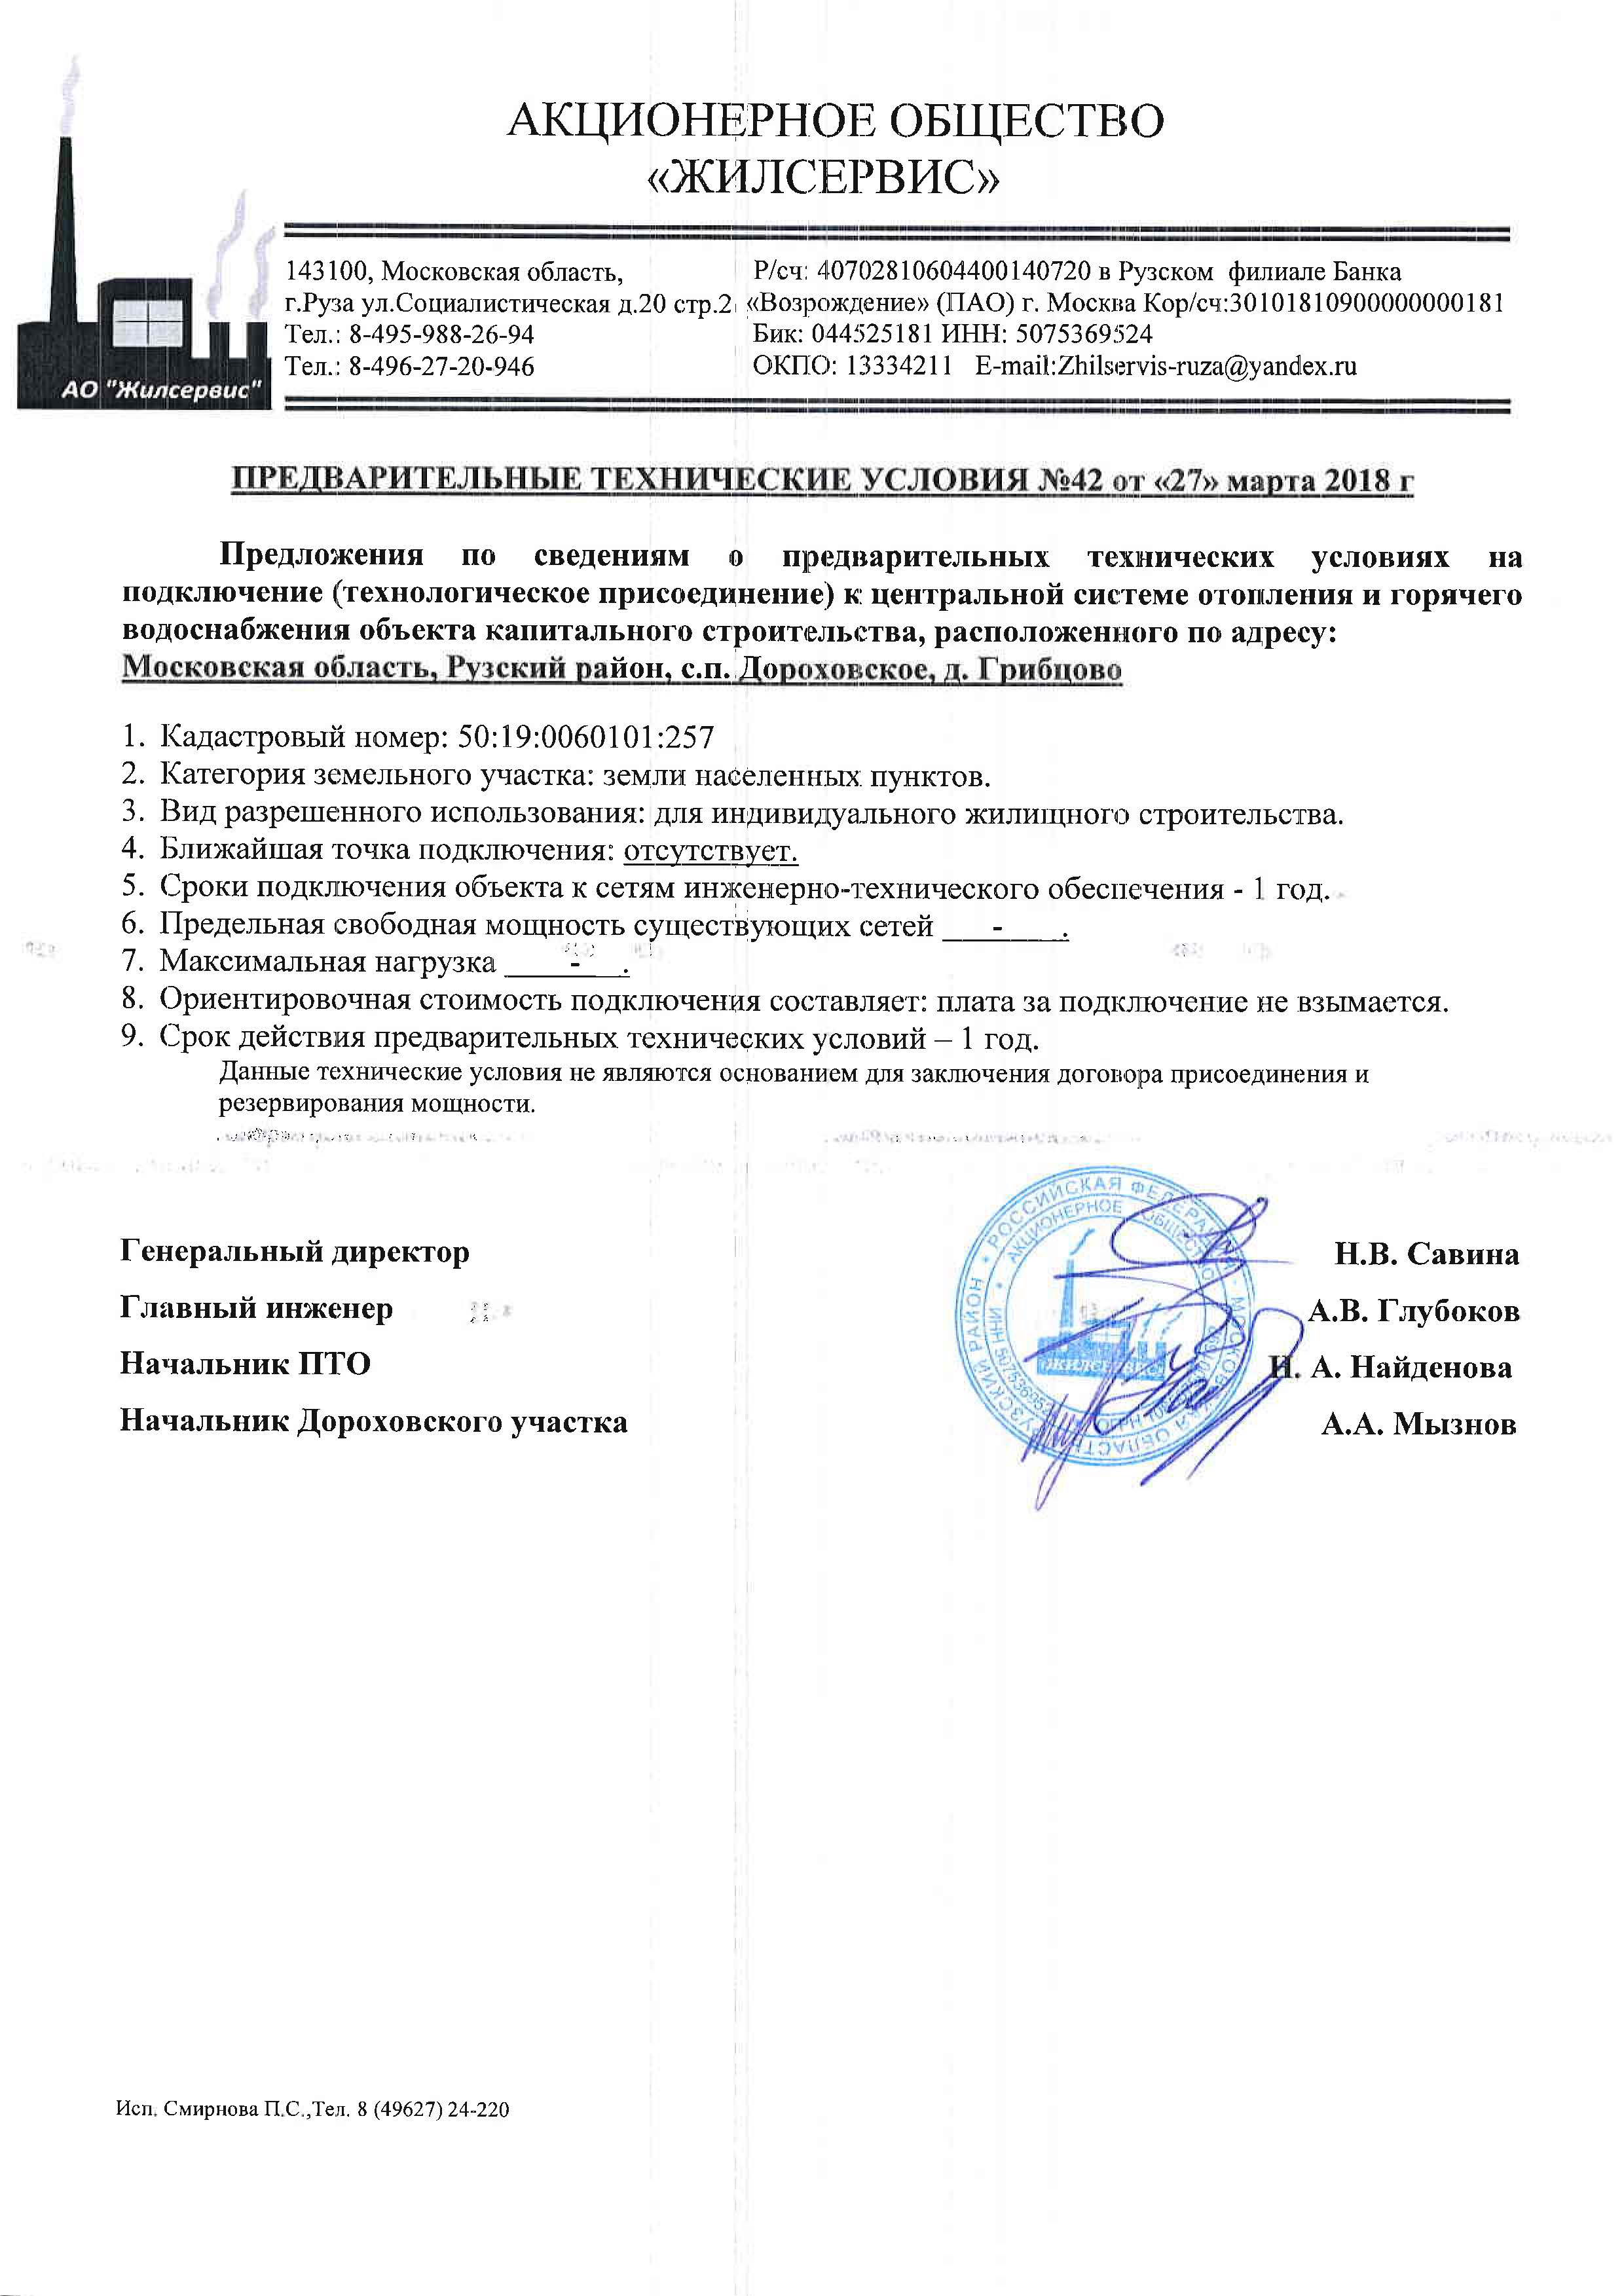 АКЦИОНЕРНОЕ ОБЩЕСТВО
«ЖИЛСЕРВИС»
АО "Жилсервис"
143100, Московская область,
г.Руза ул.Социалистическая д.20 стр.2
Тел.: 8-495-988-26-94
Тел.: 8-496-27-20-946
Р/сч: 40702810604400140720 в Рузском филиале Банка
«Возрождение» (ПАО) г. Москва Кор/сч:30101810900000000181
Бик: 044525181 ИНН: 5075369524
ОКПО: 13334211 E-mail:Zhilservis-ruza@yandex.ru
ПРЕДВАРИТЕЛЬНЫЕ ТЕХНИЧЕСКИЕ УСЛОВИЯ №42 от «27» марта 2018 г
Предложения по сведениям о предварительных технических условиях на
подключение (технологическое присоединение) к центральной системе отопления и горячего
водоснабжения объекта капитального строительства, расположенного по адресу:
Московская область, Рузский район, с.п. Дороховское, д. Грибцово
1. Кадастровый номер: 50:19:0060101:257
2. Категория земельного участка: земли населенных пунктов.
3. Вид разрешенного использования: для индивидуального жилищного строительства.
4. Ближайшая точка подключения: отсутствует.
5. Сроки подключения объекта к сетям инженерно-технического обеспечения - 1 год.
6. Предельная свободная мощность существующих сетей ___-____.
7. Максимальная нагрузка ____-__.
8. Ориентировочная стоимость подключения составляет: плата за подключение не взымается.
9. Срок действия предварительных технических условий – 1 год.
Данные технические условия не являются основанием для заключения договора присоединения и
резервирования мощности.
Генеральный директор Н.В. Савина
Главный инженер А.В. Глубоков
Начальник ПТО Н. А. Найденова
Начальник Дороховского участка А.А. Мызнов
РОССИЙСКАЯ ФЕДЕРАЦИЯ
РУЗСКИЙ РАЙОН
АКЦИОНЕРНОЕ ОБЩЕСТВО
Исп. Смирнова П.С.,Тел. 8 (49627) 24-220